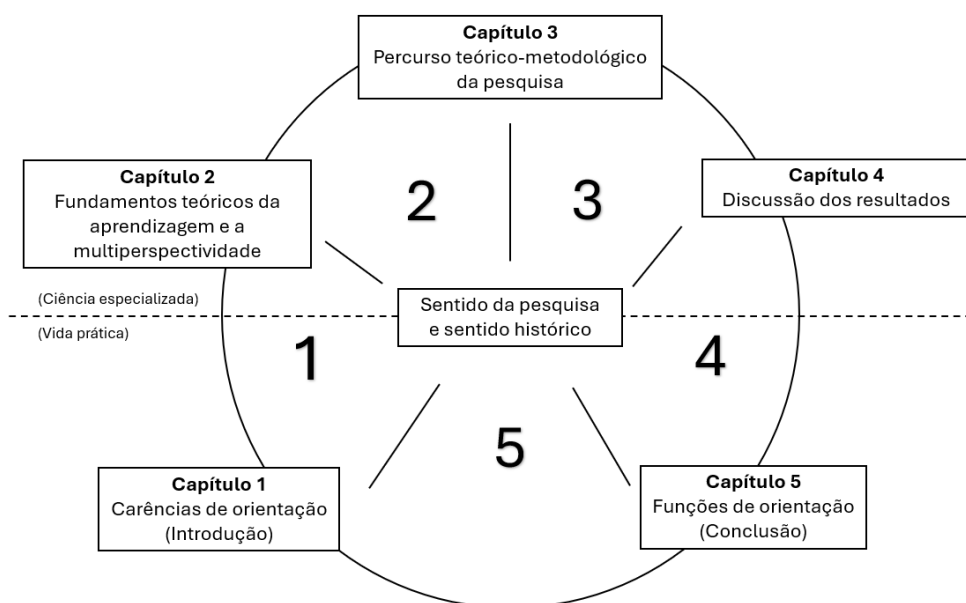 Capítulo 3
Percurso teórico-metodológico
da pesquisa
Capítulo 2
Fundamentos teóricos da
aprendizagem e a
multiperspectividade
2
3
Capítulo 4
Discussão dos resultados
(Ciência especializada)
(Vida prática)
Sentido da pesquisa
e sentido histórico
1
4
5
Capítulo 1
Carências de orientação
(Introdução)
Capítulo 5
Funções de orientação
(Conclusão)